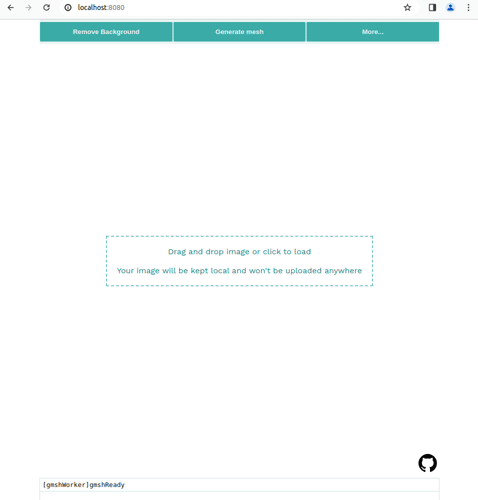 localhost:8080
Remove Background
Generate mesh
More...
Drag and drop image or click to load
Your image will be kept local and won't be uploaded anywhere
[gmshWorker]gmshReady